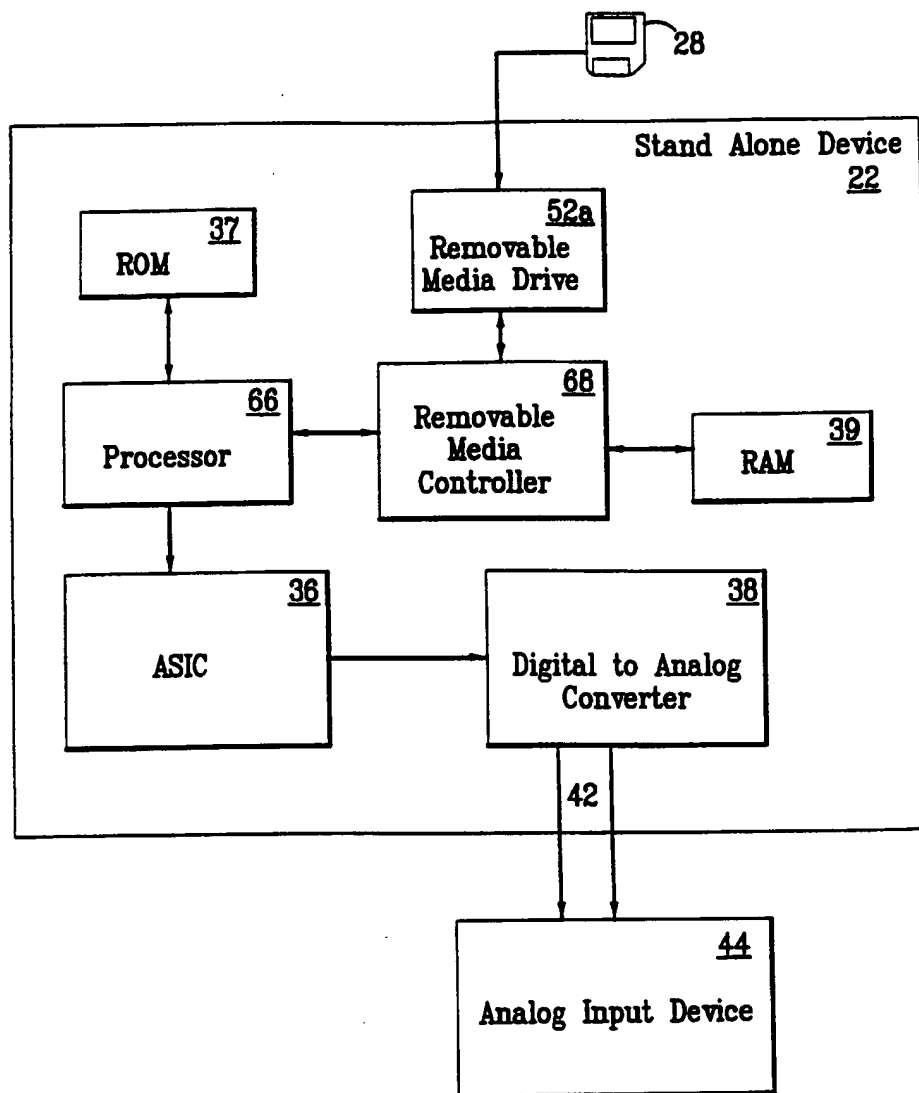 28
Stand Alone Device
22
37
ROM
52a
Removable
Media Drive
66
Processor
68
Removable
Media
Controller
39
RAM
36
ASIC
38
Digital to Analog
Converter
42
44
Analog Input Device